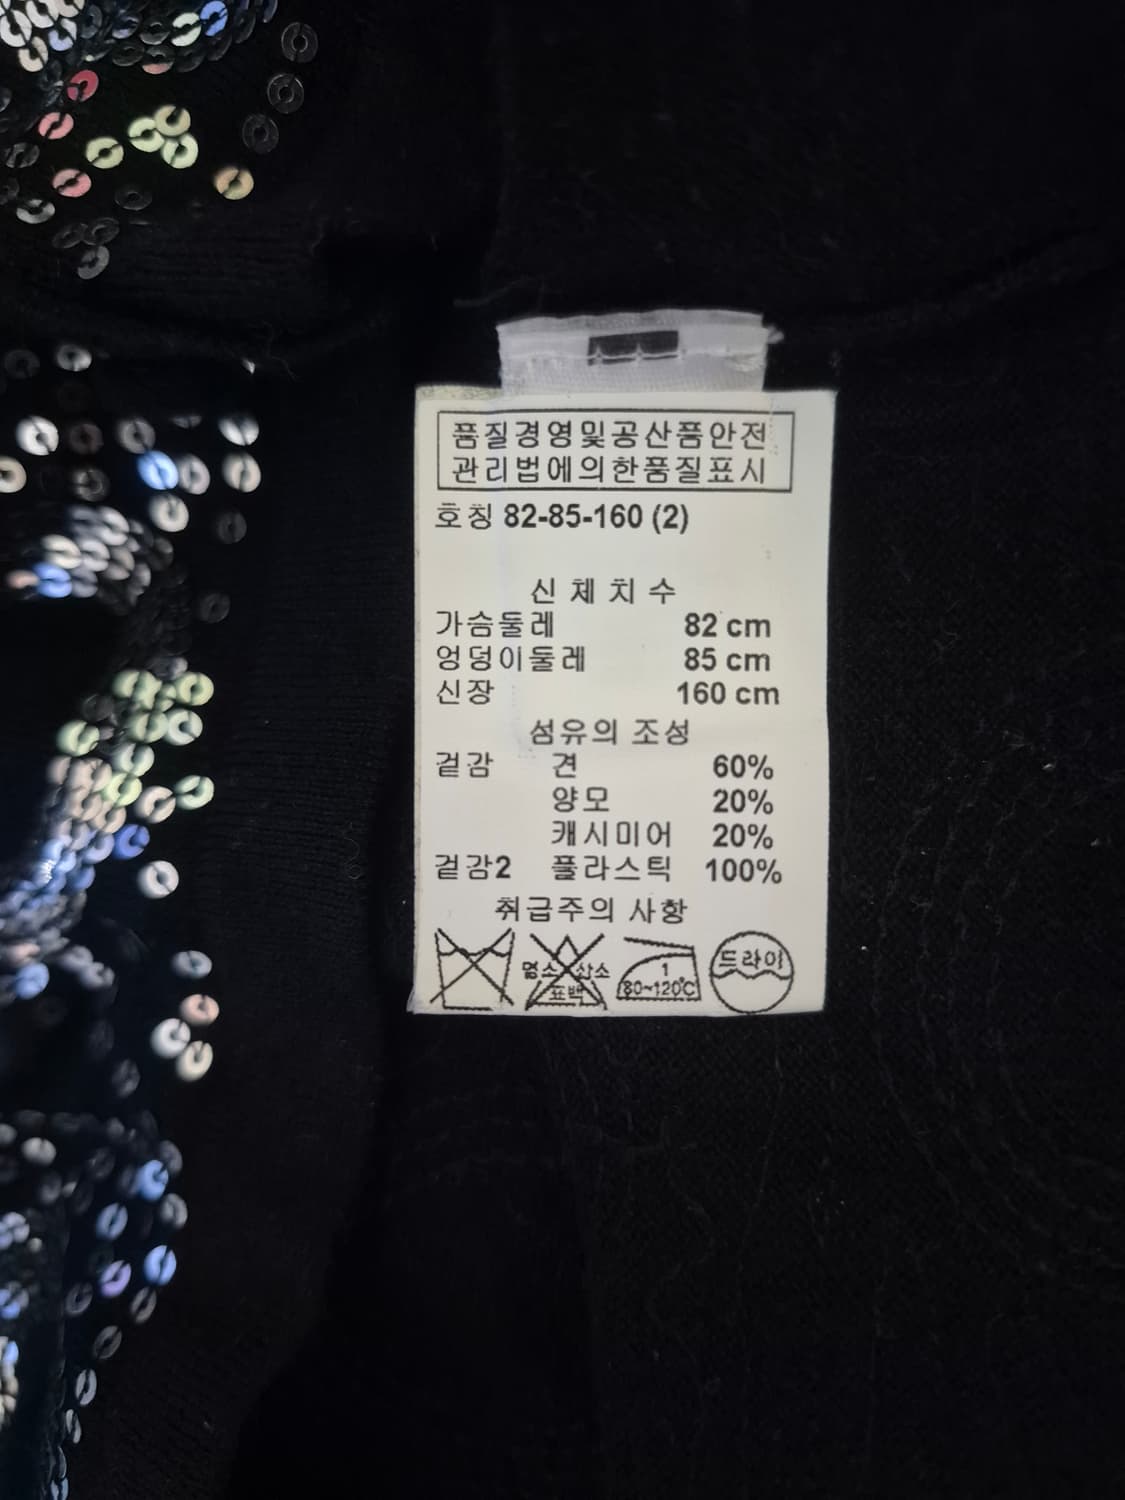 품질경영및공산품안전
관리법에의한품질표시
호칭 82-85-160 (2)
신체치수
가슴둘레 82 cm
엉덩이둘레 85 cm
신장 160 cm
섬유의 조성
겉감 견 60%
양모 20%
캐시미어 20%
겉감2 플라스틱 100%
취급주의 사항
염소 산소
표백
1
80~120℃
드라이